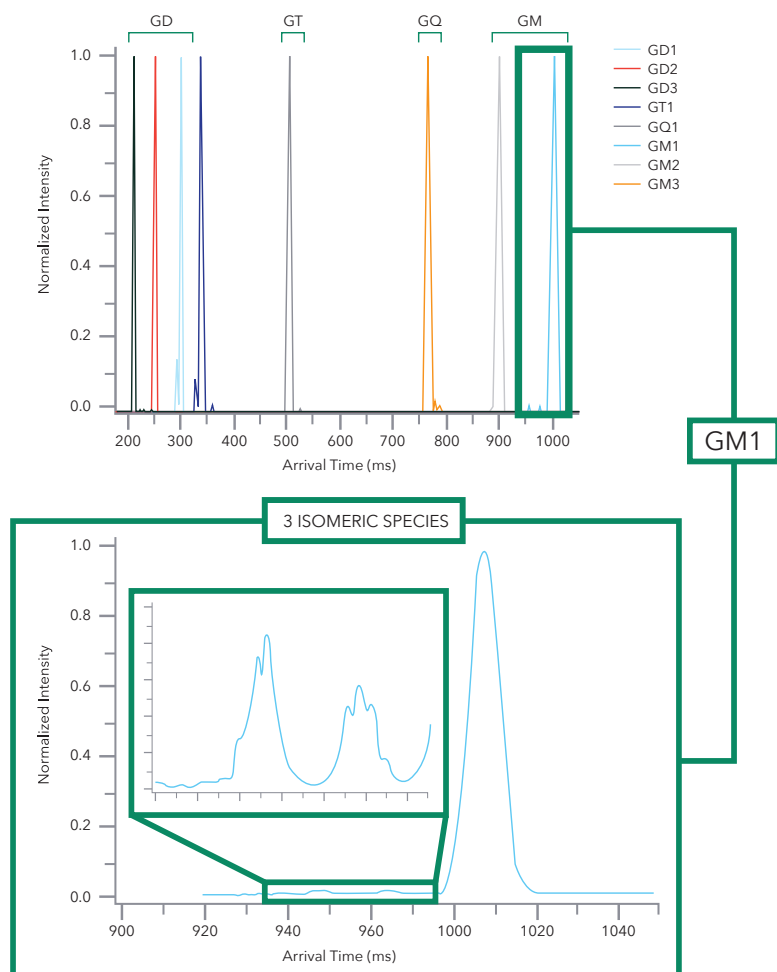 GD GT GQ GM
1.0
0.8
0.6
0.4
0.2
0.0
Normalized Intensity
200 300 400 500 600 700 800 900 1000
Arrival Time (ms)
GD1
GD2
GD3
GT1
GQ1
GM1
GM2
GM3
GM1
3 ISOMERIC SPECIES
1.0
0.8
0.6
0.4
0.2
0.0
Normalized Intensity
900 920 940 960 1000 1020 1040
Arrival Time (ms)